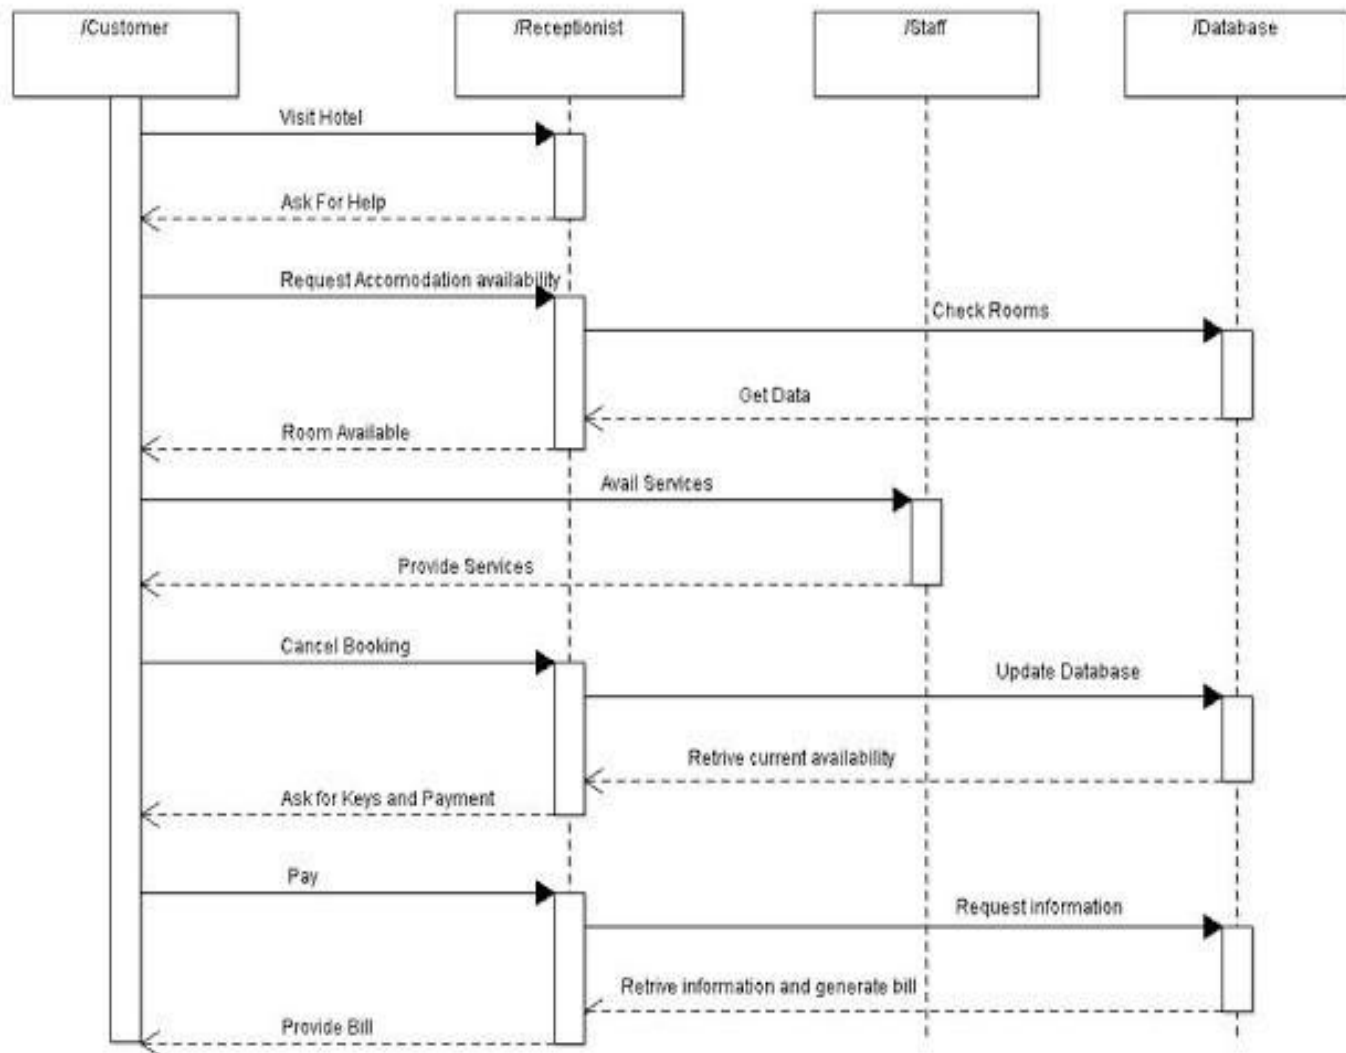 /Customer
/Receptionist
/Staff
/Database
Visit Hotel
Ask For Help
Request Accomodation availability
Check Rooms
Get Data
Room Available
Avail Services
Provide Services
Cancel Booking
Update Database
Retrive current availability
Ask for Keys and Payment
Pay
Request information
Retrive information and generate bill
Provide Bill